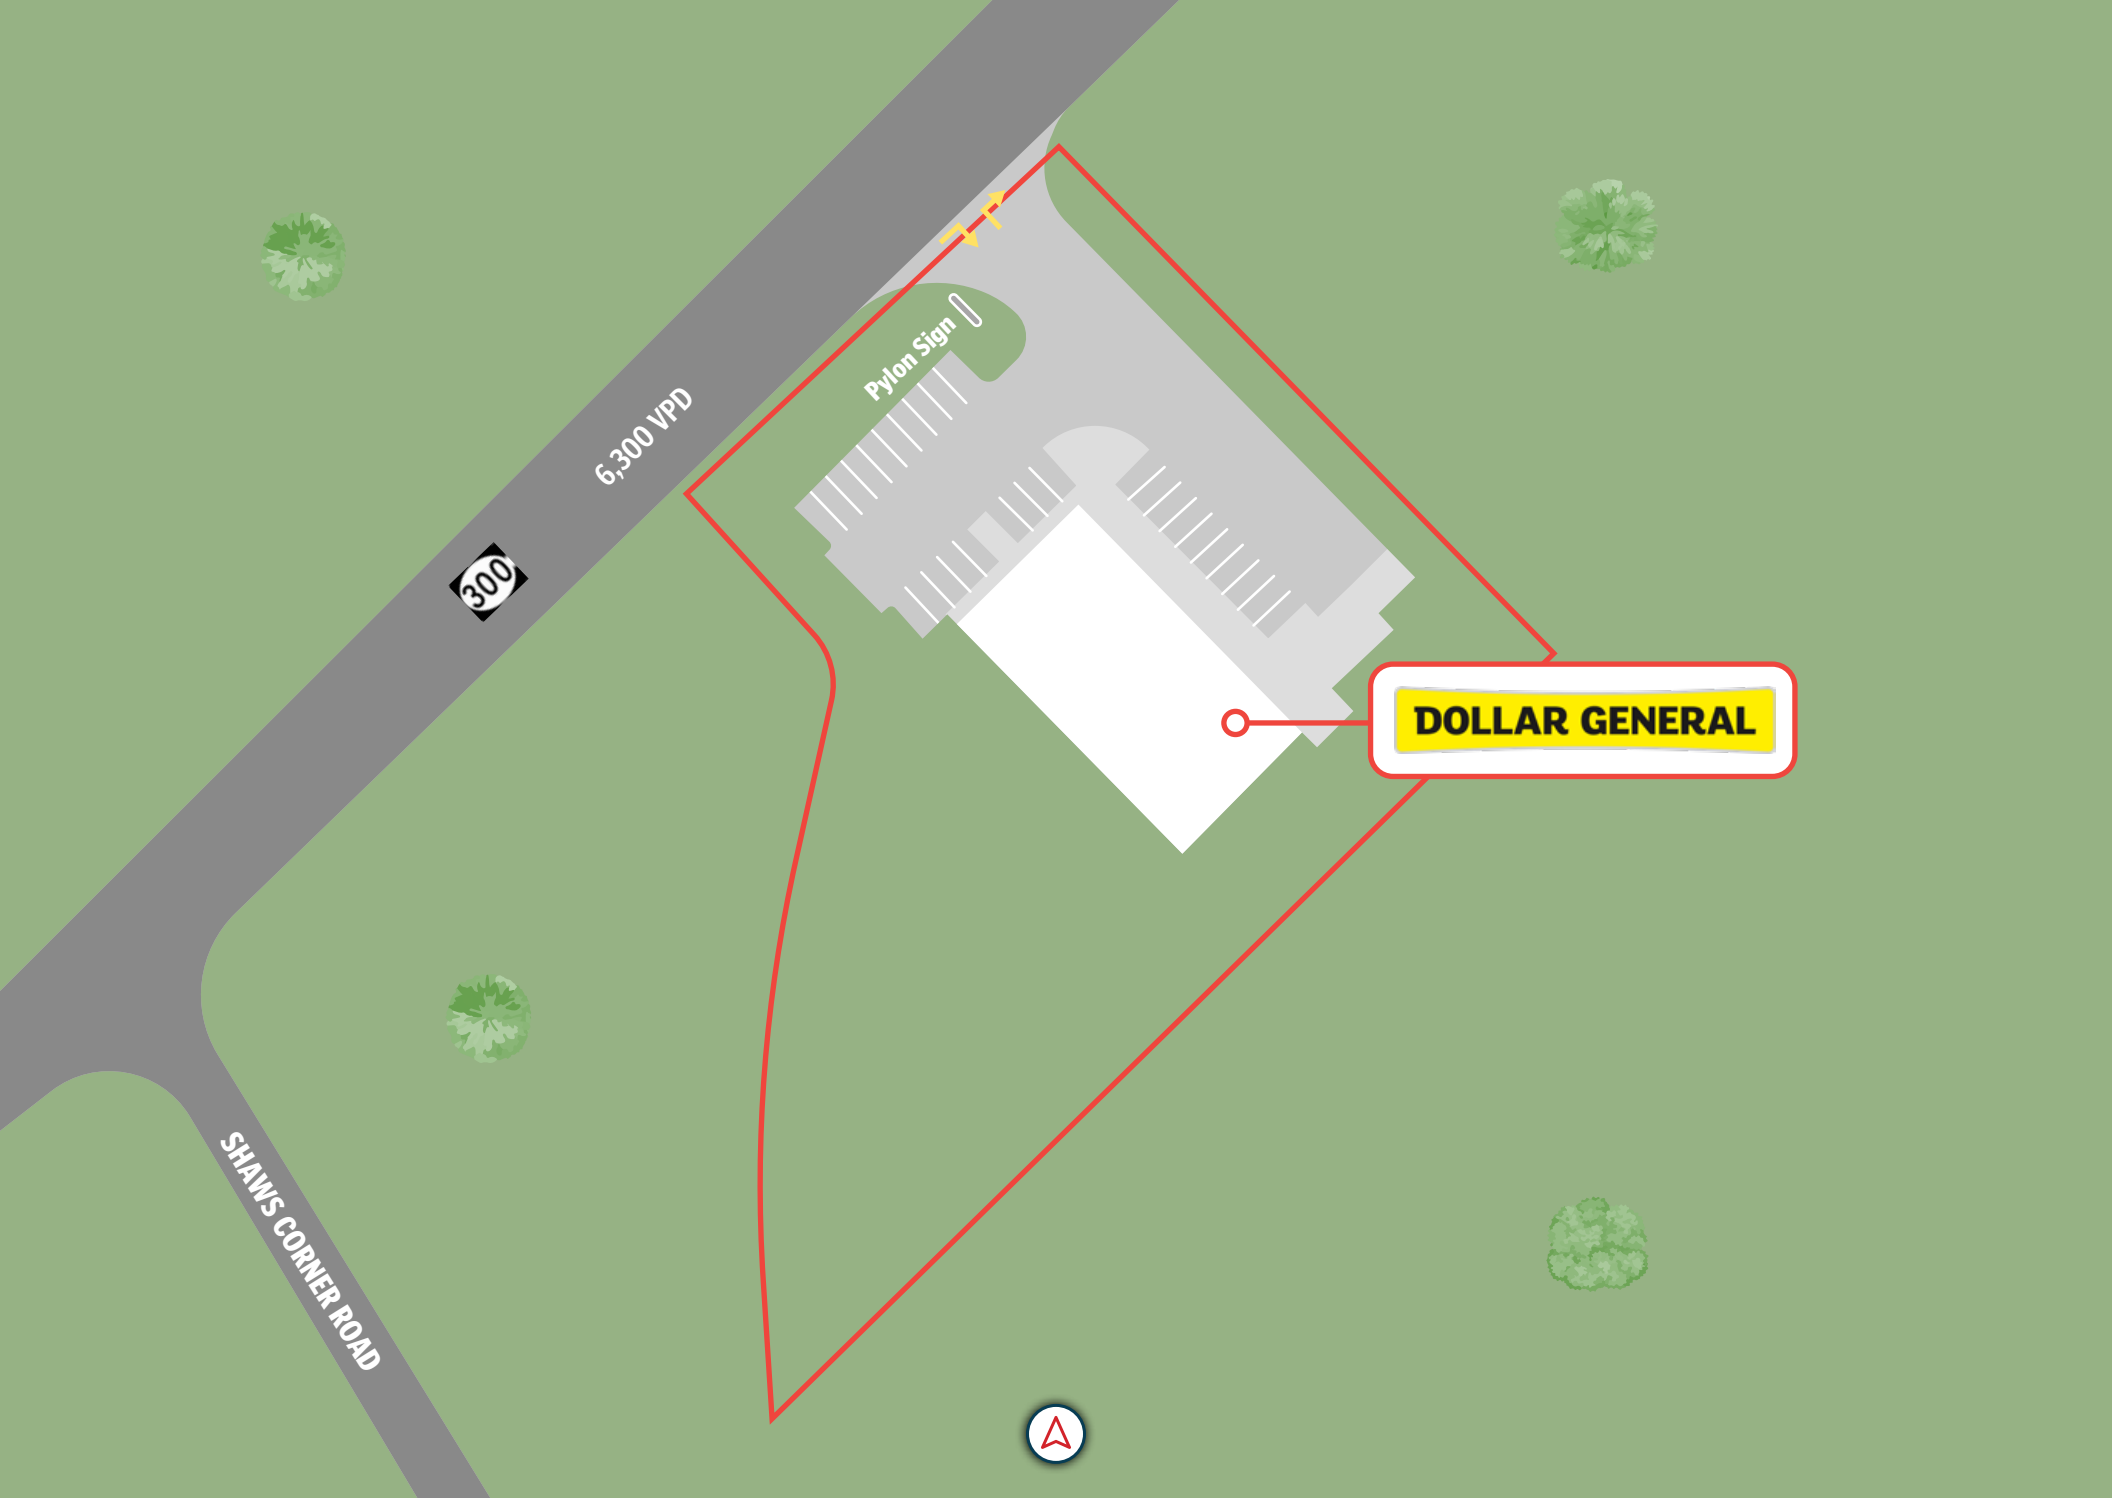 Pylon Sign
6,300 VPD
300
DOLLAR GENERAL
SHAWS CORNER ROAD